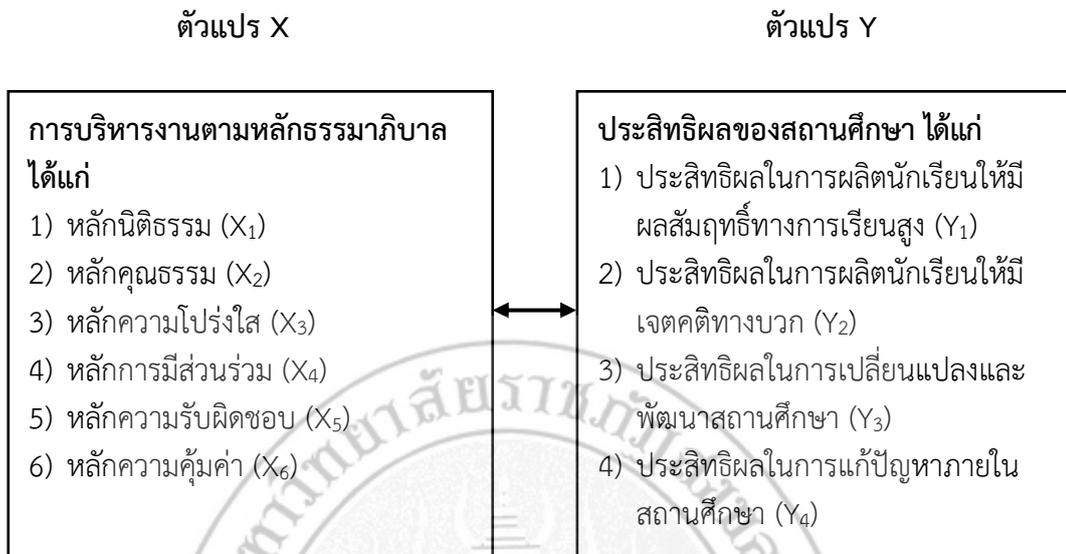 ตัวแปร X
ตัวแปร Y
การบริหารงานตามหลักธรรมาภิบาล
ได้แก่
1) หลักนิติธรรม (X₁)
2) หลักคุณธรรม (X₂)
3) หลักความโปร่งใส (X₃)
4) หลักการมีส่วนร่วม (X₄)
5) หลักความรับผิดชอบ (X₅)
6) หลักความคุ้มค่า (X₆)
ประสิทธิผลของสถานศึกษา ได้แก่
1) ประสิทธิผลในการผลิตนักเรียนให้มี
ผลสัมฤทธิ์ทางการเรียนสูง (Y₁)
2) ประสิทธิผลในการผลิตนักเรียนให้มี
เจตคติทางบวก (Y₂)
3) ประสิทธิผลในการเปลี่ยนแปลงและ
พัฒนาสถานศึกษา (Y₃)
4) ประสิทธิผลในการแก้ปัญหาภายใน
สถานศึกษา (Y₄)